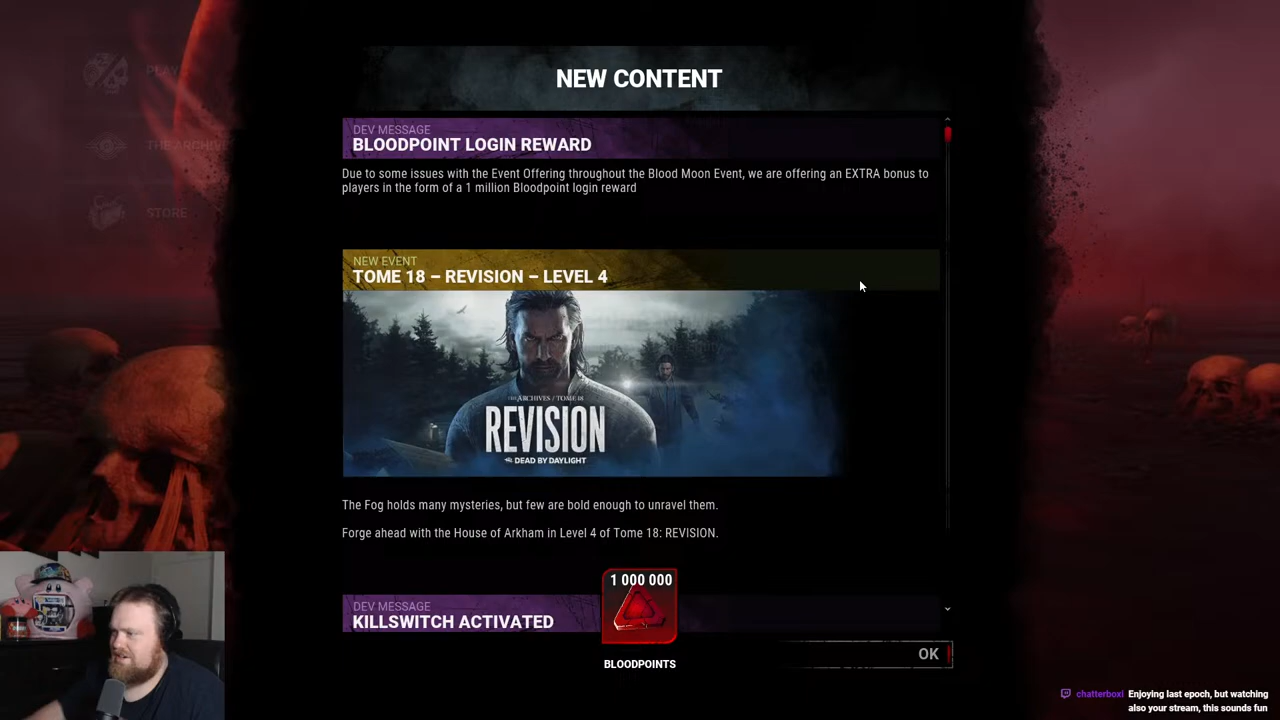 NEW CONTENT
PLAY
DEV MESSAGE
BLOODPOINT LOGIN REWARD
THE ARCHIVES
Due to some issues with the Event Offering throughout the Blood Moon Event, we are offering an EXTRA bonus to
players in the form of a 1 million Bloodpoint login reward
STORE
NEW EVENT
TOME 18 – REVISION – LEVEL 4
THE ARCHIVES / TOME 18
REVISION
DEAD BY DAYLIGHT
The Fog holds many mysteries, but few are bold enough to unravel them.
Forge ahead with the House of Arkham in Level 4 of Tome 18: REVISION.
1 000 000
DEV MESSAGE
KILLSWITCH ACTIVATED
OK
BLOODPOINTS
chatterboxi Enjoying last epoch, but watching
also your stream, this sounds fun